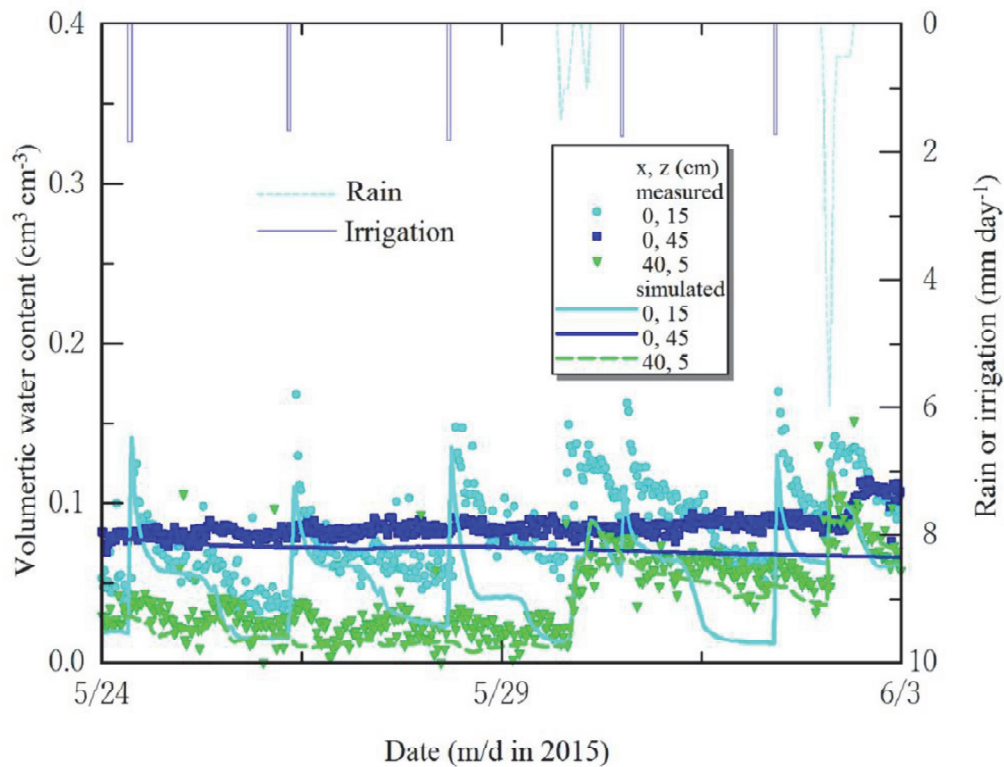 0.4
0.3
0.2
0.1
0.0
Volumertic water content (cm³ cm⁻³)
Rain
Irrigation
x, z (cm)
measured
0, 15
0, 45
40, 5
simulated
0, 15
0, 45
40, 5
0
2
4
6
8
10
Rain or irrigation (mm day⁻¹)
5/24
5/29
6/3
Date (m/d in 2015)